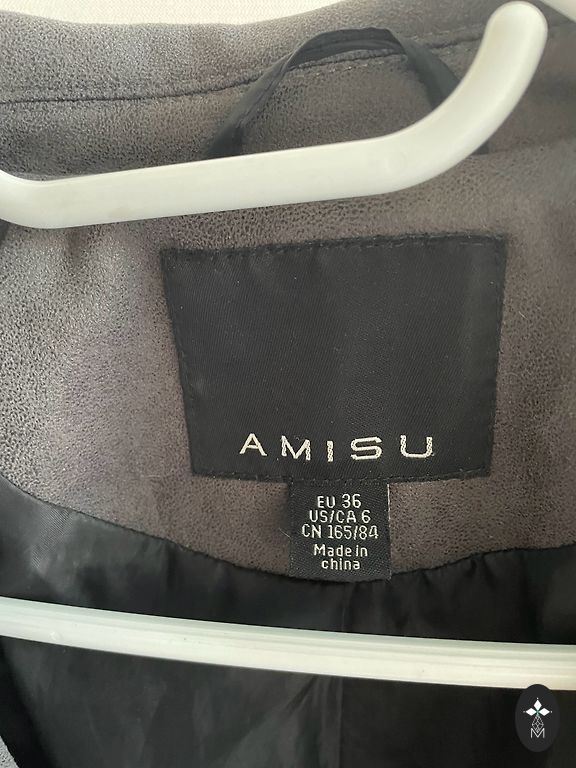 AMISU
EU 36
US/CA 6
CN 165/84
Made in
china